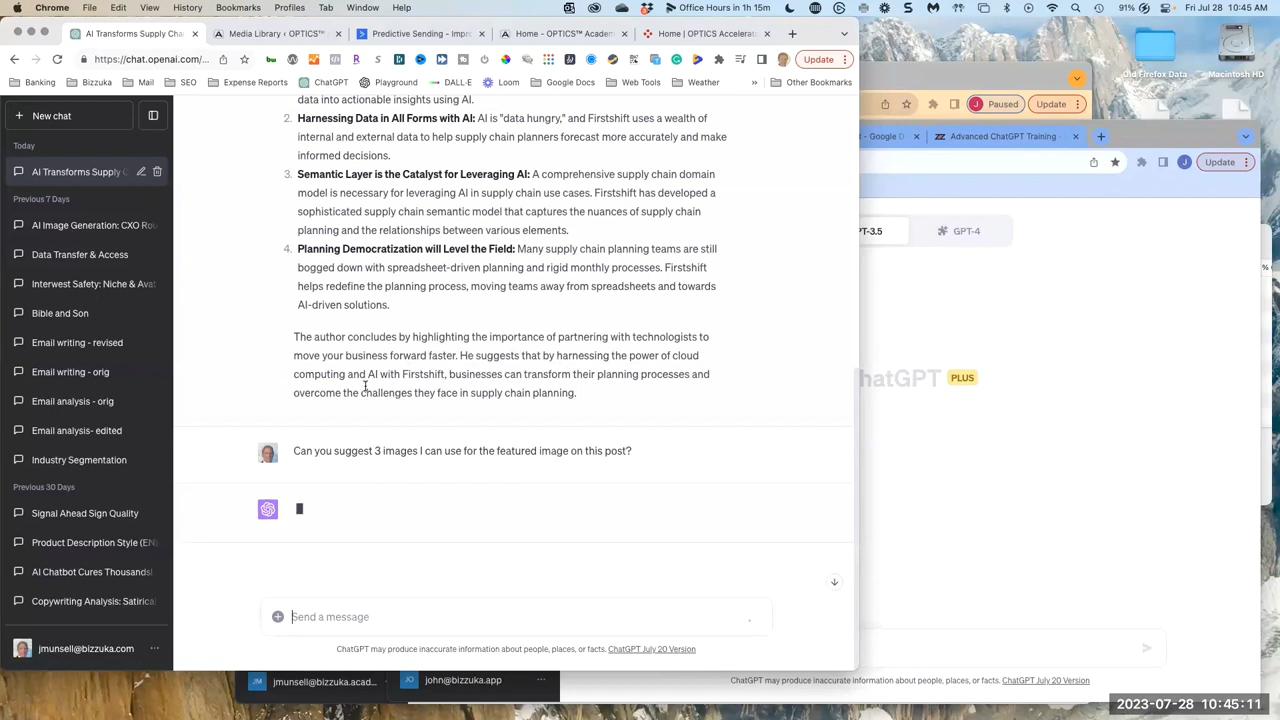 Chrome File Edit View History Bookmarks Profiles Tab Window Help
Office Hours in 1h 15m
91%
Fri Jul 28 10:45 AM
AI Transforms Supply Cha
Media Library ‹ OPTICS™
Predictive Sending - Impro
Home - OPTICS™ Academ
Home | OPTICS Accelerato
https://chat.openai.com/...
Update
Banking Bizzuka Mail SEO Expense Reports ChatGPT Playground DALL·E Loom Google Docs Web Tools Weather » Other Bookmarks
Old Firefox Data
Macintosh HD
J Paused
Update
- Google D
Advanced ChatGPT Training -
J
Update
PT-3.5
GPT-4
hatGPT PLUS
New chat
Today
AI Transforms Supply C
Previous 7 Days
AI Image Generation: CXO Rou
Data Transfer & Access
Interwest Safety: Niche & Avat
Bible and Son
Email writing - revised
Email writing - orig
Email analysis - orig
Email analysis- edited
Industry Segmentation
Previous 30 Days
Signal Ahead Sign Quality
Product Description Style (EN)
AI Chatbot Cures Thousands!
Copywriting Analysis: Satirical
jmunsell@bizzuka.com ...
data into actionable insights using AI.
2. Harnessing Data in All Forms with AI: AI is "data hungry," and Firstshift uses a wealth of
internal and external data to help supply chain planners forecast more accurately and make
informed decisions.
3. Semantic Layer is the Catalyst for Leveraging AI: A comprehensive supply chain domain
model is necessary for leveraging AI in supply chain use cases. Firstshift has developed a
sophisticated supply chain semantic model that captures the nuances of supply chain
planning and the relationships between various elements.
4. Planning Democratization will Level the Field: Many supply chain planning teams are still
bogged down with spreadsheet-driven planning and rigid monthly processes. Firstshift
helps redefine the planning process, moving teams away from spreadsheets and towards
AI-driven solutions.
The author concludes by highlighting the importance of partnering with technologists to
move your business forward faster. He suggests that by harnessing the power of cloud
computing and AI with Firstshift, businesses can transform their planning processes and
overcome the challenges they face in supply chain planning.
Can you suggest 3 images I can use for the featured image on this post?
Send a message
ChatGPT may produce inaccurate information about people, places, or facts. ChatGPT July 20 Version
jmunsell@bizzuka.acad...
JO john@bizzuka.app ...
ChatGPT may produce inaccurate information about people, places, or facts. ChatGPT July 20 Version
2023-07-28 10:45:11